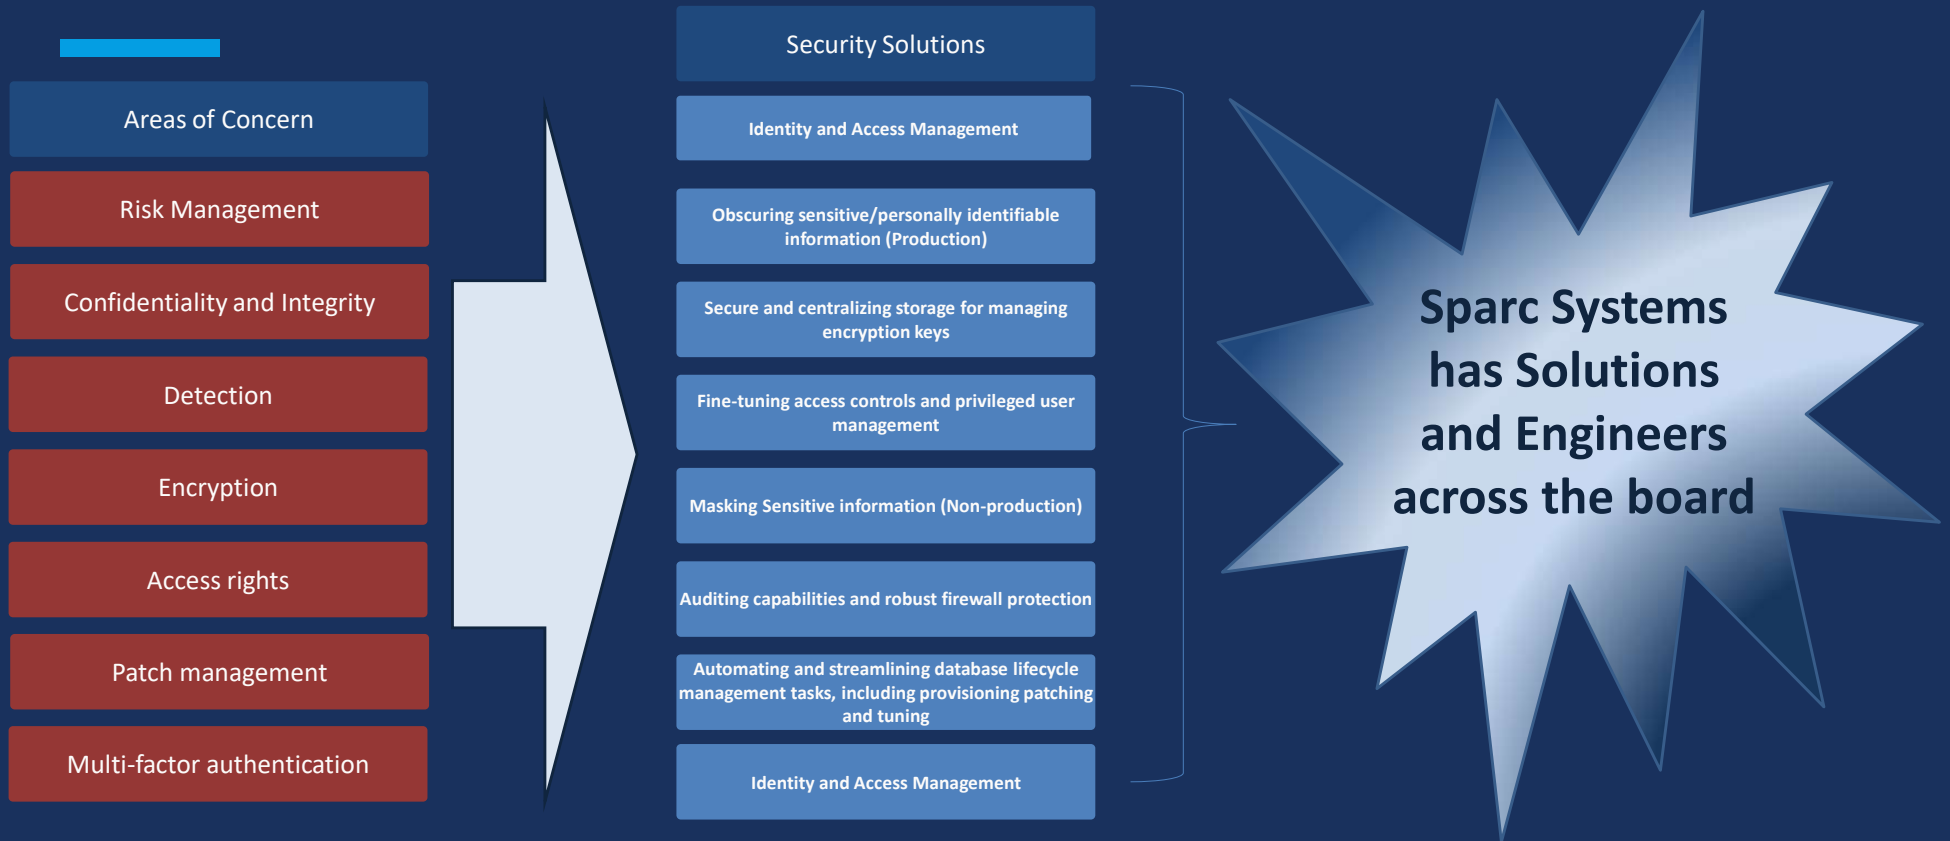 Areas of Concern
Risk Management
Confidentiality and Integrity
Detection
Encryption
Access rights
Patch management
Multi-factor authentication
Security Solutions
Identity and Access Management
Obscuring sensitive/personally identifiable
information (Production)
Secure and centralizing storage for managing
encryption keys
Fine-tuning access controls and privileged user
management
Masking Sensitive information (Non-production)
Auditing capabilities and robust firewall protection
Automating and streamlining database lifecycle
management tasks, including provisioning patching
and tuning
Identity and Access Management
Sparc Systems
has Solutions
and Engineers
across the board